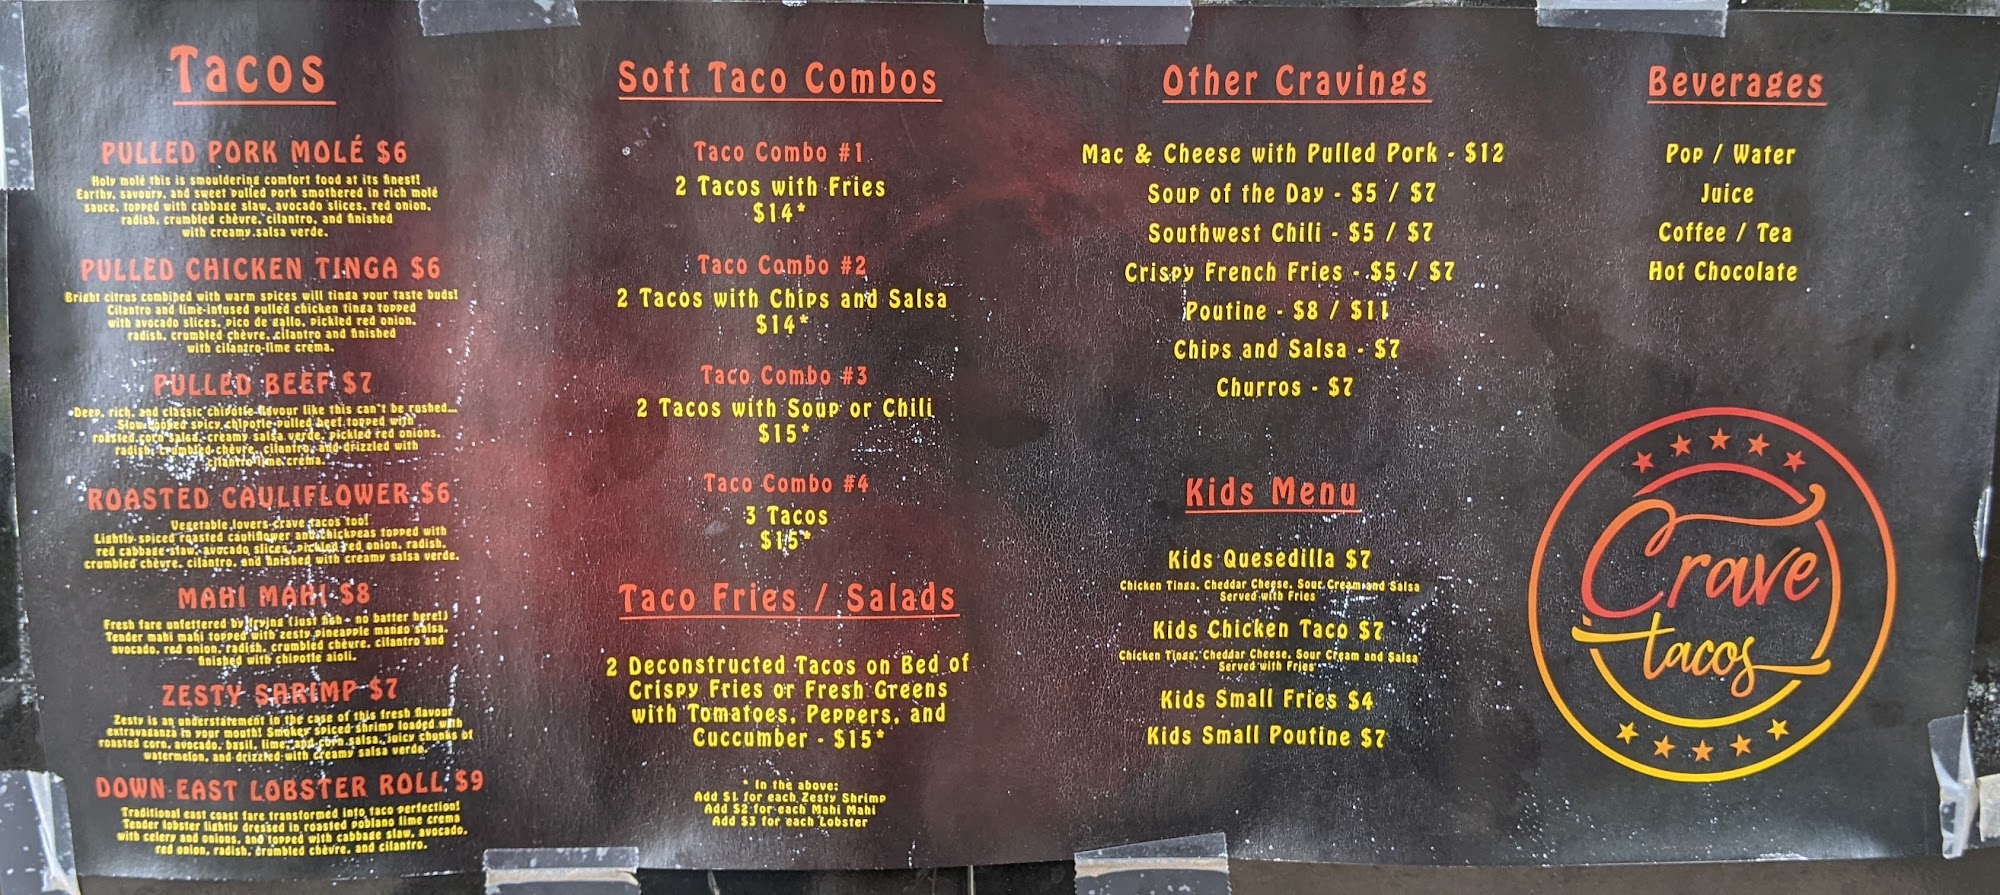 Tacos
PULLED PORK MOLÉ $6
Holy molé this is smouldering comfort food at its finest!
Earthy, savoury, and sweet pulled pork smothered in rich molé
sauce, topped with cabbage slaw, avocado slices, red onion,
radish, crumbled chèvre, cilantro, and finished
with creamy salsa verde.
PULLED CHICKEN TINGA $6
Bright citrus combined with warm spices will tinga your taste buds!
Cilantro and lime-infused pulled chicken tinga topped
with avocado slices, pico de gallo, pickled red onion,
radish, crumbled chèvre, cilantro and finished
with cilantro-lime crema.
PULLED BEEF $7
Deep, rich, and classic chipotle flavour like this can't be rushed...
Slow cooked spicy chipotle pulled beef topped with
roasted corn salsa, creamy salsa verde, pickled red onions,
radish, crumbled chèvre, cilantro, and drizzled with
cilantro lime crema.
ROASTED CAULIFLOWER $6
Vegetable lovers crave tacos too!
Lightly spiced roasted cauliflower and chickpeas topped with
red cabbage slaw, avocado slices, pickled red onion, radish,
crumbled chèvre, cilantro, and finished with creamy salsa verde.
MAHI MAHI $8
Fresh fare unfettered by frying (just fish - no batter here!)
Tender mahi mahi topped with zesty pineapple mango salsa,
avocado, red onion, radish, crumbled chèvre, cilantro and
finished with chipotle aioli.
ZESTY SHRIMP $7
Zesty is an understatement in the case of this fresh flavour
extravaganza in your mouth! Smokey spiced shrimp loaded with
roasted corn, avocado, basil, lime, and corn salsa, juicy chunks of
watermelon, and drizzled with creamy salsa verde.
DOWN EAST LOBSTER ROLL $9
Traditional east coast fare transformed into taco perfection!
Tender lobster lightly dressed in roasted poblano lime crema
with celery and onions, and topped with cabbage slaw, avocado,
red onion, radish, crumbled chèvre, and cilantro.
Soft Taco Combos
Taco Combo #1
2 Tacos with Fries
$14*
Taco Combo #2
2 Tacos with Chips and Salsa
$14*
Taco Combo #3
2 Tacos with Soup or Chili
$15*
Taco Combo #4
3 Tacos
$15*
Taco Fries / Salads
2 Deconstructed Tacos on Bed of
Crispy Fries or Fresh Greens
with Tomatoes, Peppers, and
Cuccumber - $15*
* In the above:
Add $1 for each Zesty Shrimp
Add $2 for each Mahi Mahi
Add $3 for each Lobster
Other Cravings
Mac & Cheese with Pulled Pork - $12
Soup of the Day - $5 / $7
Southwest Chili - $5 / $7
Crispy French Fries - $5 / $7
Poutine - $8 / $11
Chips and Salsa - $7
Churros - $7
Kids Menu
Kids Quesedilla $7
Chicken Tinga, Cheddar Cheese, Sour Cream and Salsa
Served with Fries
Kids Chicken Taco $7
Chicken Tinga, Cheddar Cheese, Sour Cream and Salsa
Served with Fries
Kids Small Fries $4
Kids Small Poutine $7
Beverages
Pop / Water
Juice
Coffee / Tea
Hot Chocolate
Crave
tacos